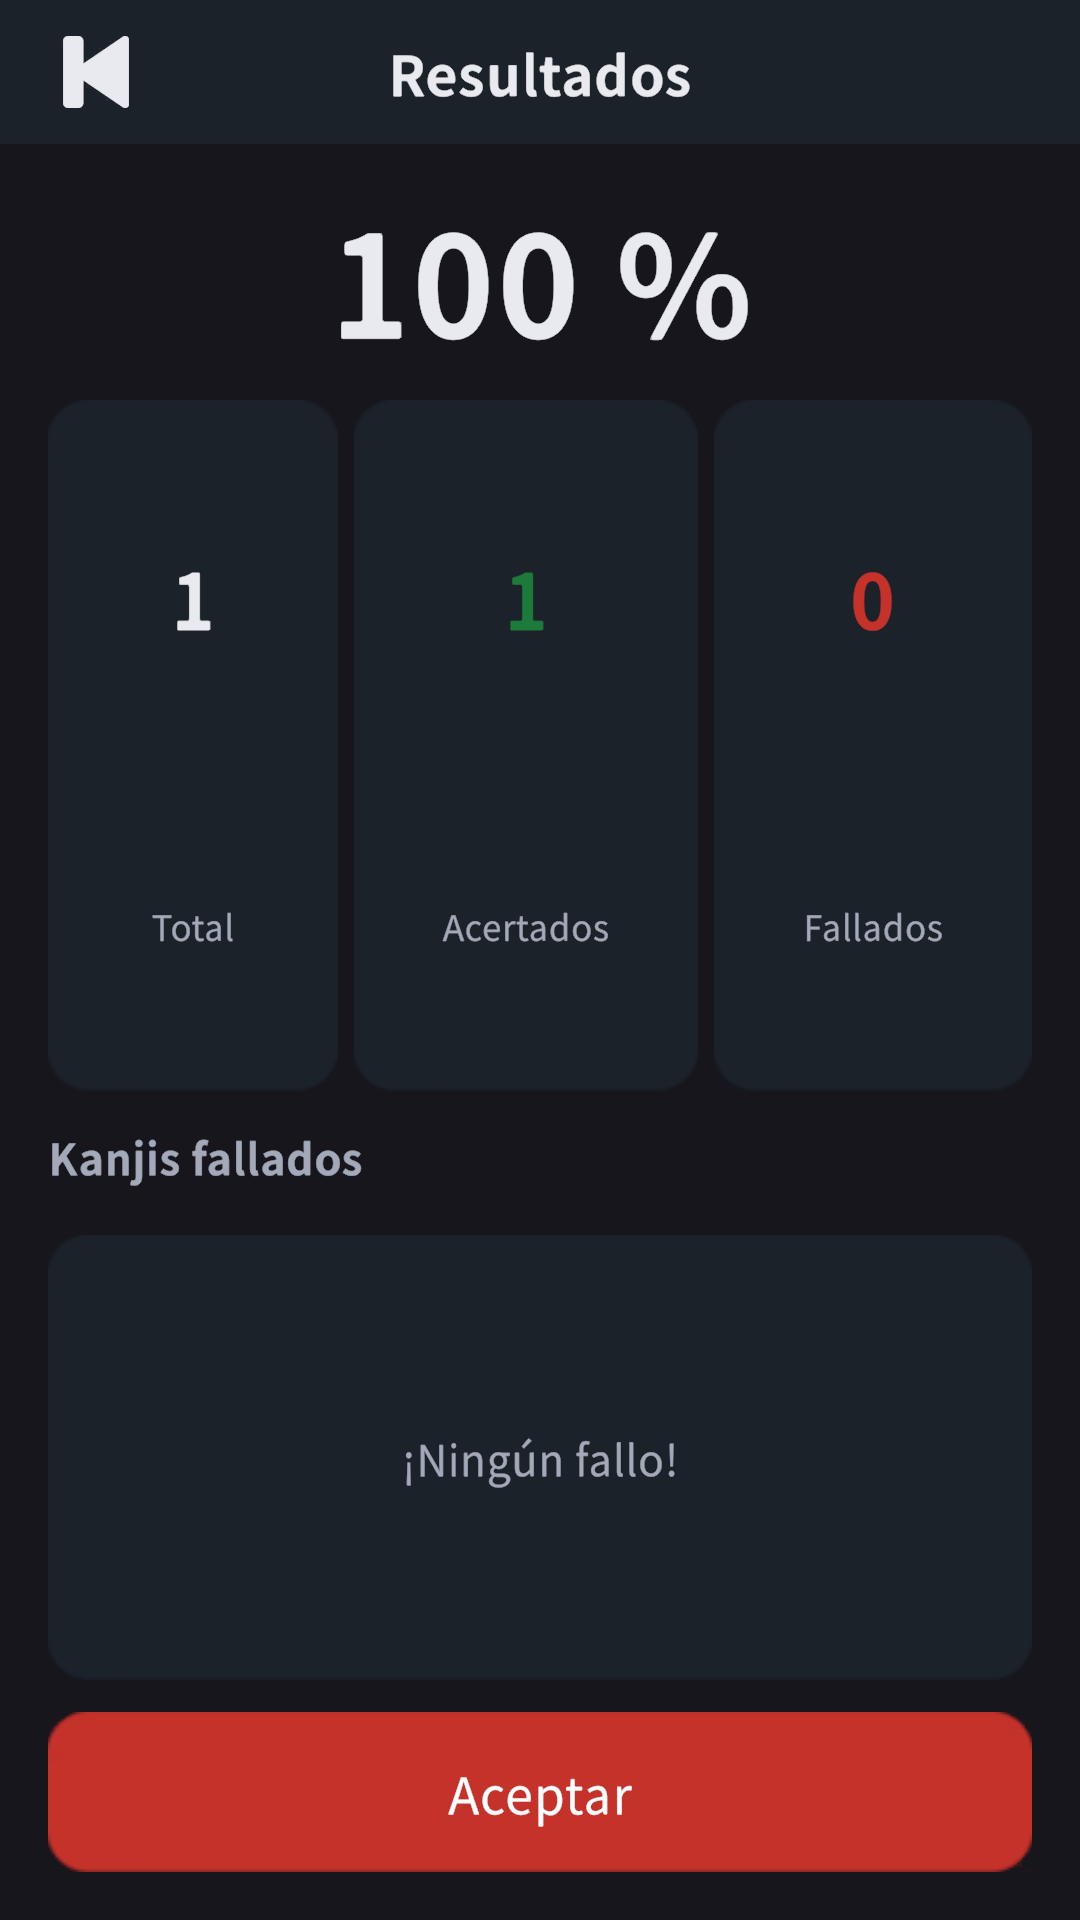 Resultados
100 %
1 1 0
Total Acertados Fallados
Kanjis fallados
¡Ningún fallo!
Aceptar